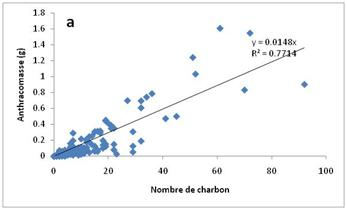 a
y = 0.0148x
R² = 0.7714
Anthracomasse (g)
1.8
1.6
1.4
1.2
1
0.8
0.6
0.4
0.2
0
0 20 40 60 80 100
Nombre de charbon